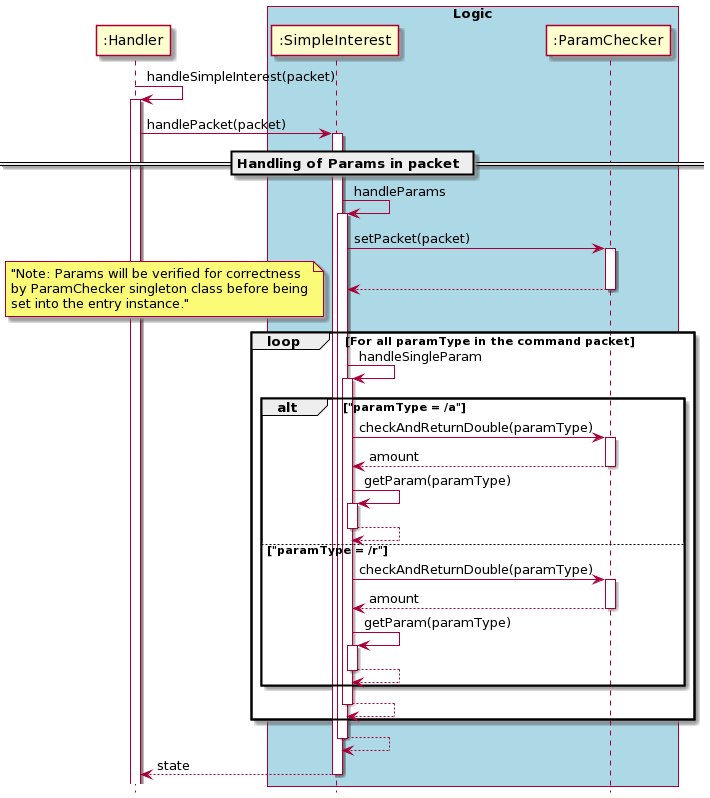 Logic
:Handler
:SimpleInterest
:ParamChecker
handleSimpleInterest(packet)
handlePacket(packet)
Handling of Params in packet
handleParams
setPacket(packet)
"Note: Params will be verified for correctness
by ParamChecker singleton class before being
set into the entry instance."
loop
[For all paramType in the command packet]
handleSingleParam
alt
["paramType = /a"]
checkAndReturnDouble(paramType)
amount
getParam(paramType)
["paramType = /r"]
checkAndReturnDouble(paramType)
amount
getParam(paramType)
state